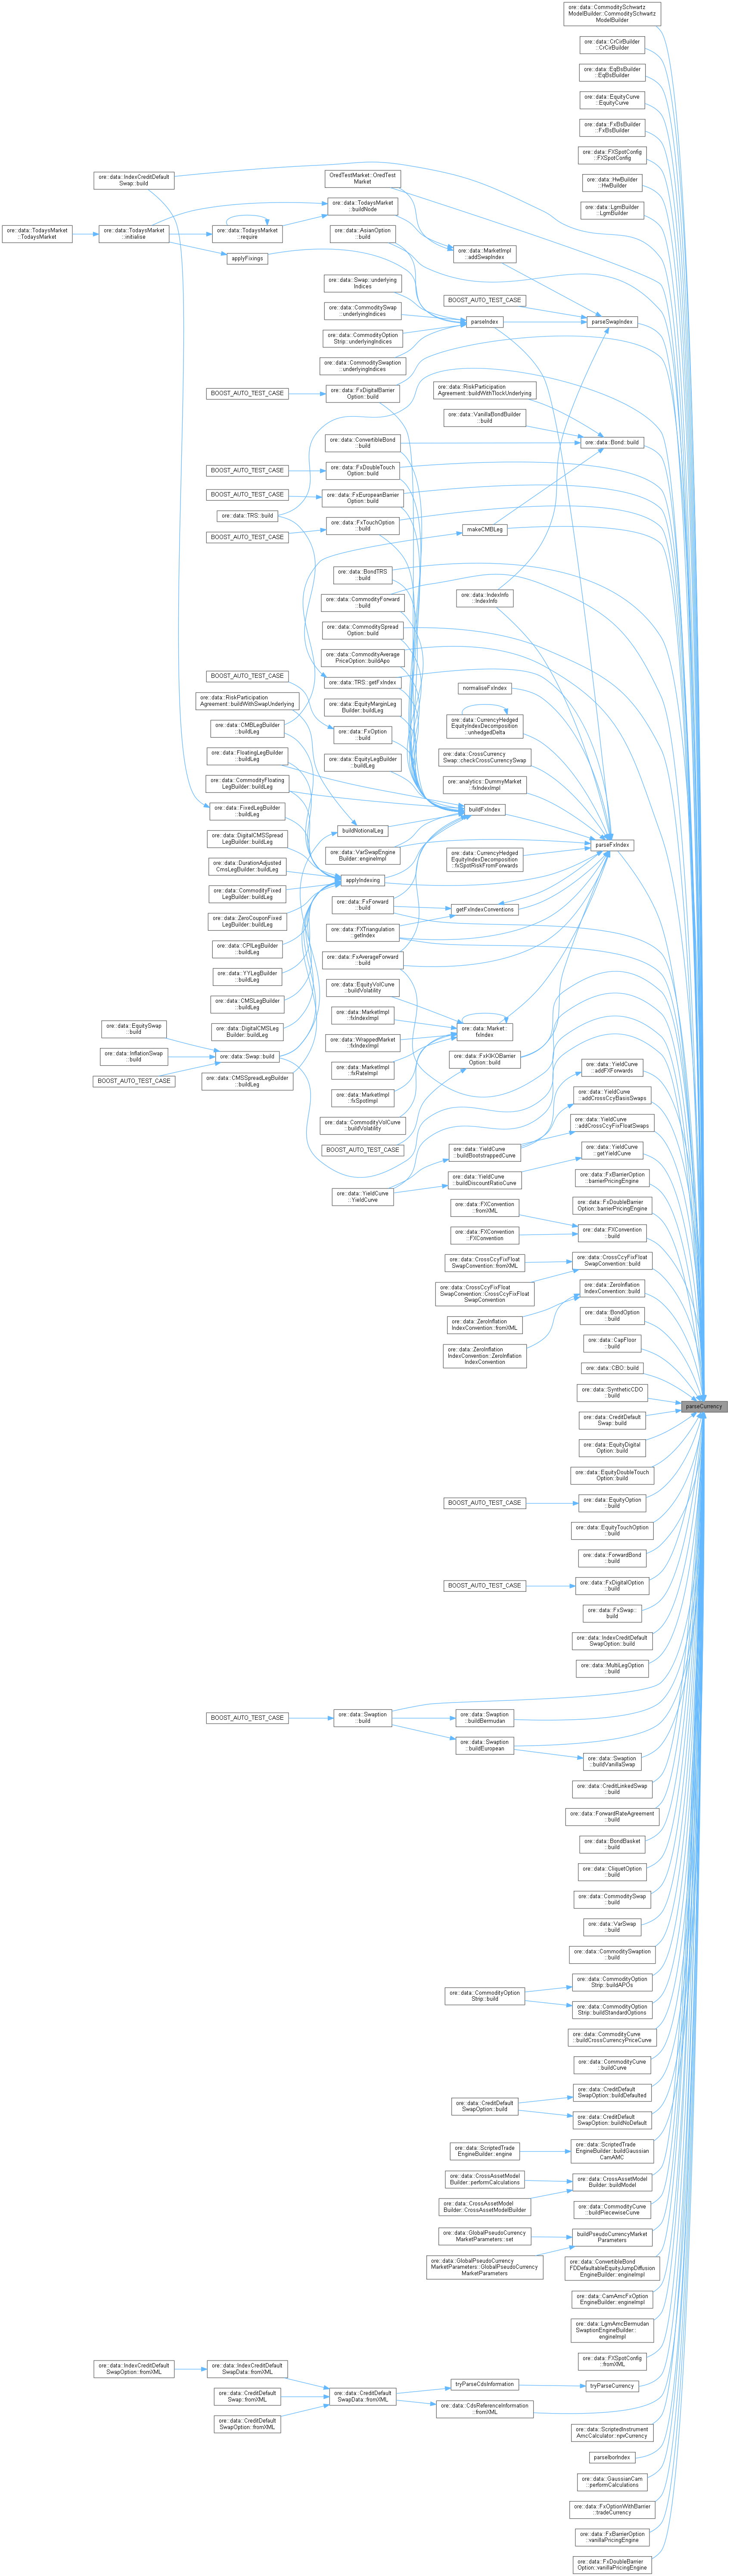 ore::data::CommoditySchwartz
ModelBuilder::CommoditySchwartz
ModelBuilder
ore::data::CrCirBuilder
::CrCirBuilder
ore::data::EqBsBuilder
::EqBsBuilder
ore::data::EquityCurve
::EquityCurve
ore::data::FxBsBuilder
::FxBsBuilder
ore::data::FXSpotConfig
::FXSpotConfig
ore::data::HwBuilder
::HwBuilder
ore::data::LgmBuilder
::LgmBuilder
ore::data::IndexCreditDefault
Swap::build
OredTestMarket::OredTest
Market
ore::data::TodaysMarket
::buildNode
ore::data::TodaysMarket
::TodaysMarket
ore::data::TodaysMarket
::initialise
ore::data::TodaysMarket
::require
ore::data::AsianOption
::build
ore::data::MarketImpl
::addSwapIndex
applyFixings
ore::data::Swap::underlying
Indices
BOOST_AUTO_TEST_CASE
ore::data::CommoditySwap
::underlyingIndices
parseIndex
parseSwapIndex
ore::data::CommodityOption
Strip::underlyingIndices
ore::data::CommoditySwaption
::underlyingIndices
BOOST_AUTO_TEST_CASE
ore::data::FxDigitalBarrier
Option::build
ore::data::RiskParticipation
Agreement::buildWithTlockUnderlying
ore::data::VanillaBondBuilder
::build
ore::data::ConvertibleBond
::build
ore::data::Bond::build
BOOST_AUTO_TEST_CASE
ore::data::FxDoubleTouch
Option::build
BOOST_AUTO_TEST_CASE
ore::data::FxEuropeanBarrier
Option::build
ore::data::TRS::build
ore::data::FxTouchOption
::build
BOOST_AUTO_TEST_CASE
makeCMBLeg
ore::data::BondTRS
::build
ore::data::CommodityForward
::build
ore::data::IndexInfo
::IndexInfo
ore::data::CommoditySpread
Option::build
ore::data::CommodityAverage
PriceOption::buildApo
BOOST_AUTO_TEST_CASE
ore::data::TRS::getFxIndex
normaliseFxIndex
ore::data::RiskParticipation
Agreement::buildWithSwapUnderlying
ore::data::EquityMarginLeg
Builder::buildLeg
ore::data::CurrencyHedged
EquityIndexDecomposition
::unhedgedDelta
ore::data::CMBLegBuilder
::buildLeg
ore::data::FxOption
::build
ore::data::FloatingLegBuilder
::buildLeg
ore::data::EquityLegBuilder
::buildLeg
ore::data::CrossCurrency
Swap::checkCrossCurrencySwap
ore::data::CommodityFloating
LegBuilder::buildLeg
ore::analytics::DummyMarket
::fxIndexImpl
ore::data::FixedLegBuilder
::buildLeg
buildFxIndex
buildNotionalLeg
ore::data::DigitalCMSSpread
LegBuilder::buildLeg
parseFxIndex
ore::data::VarSwapEngine
Builder::engineImpl
ore::data::CurrencyHedged
EquityIndexDecomposition
::fxSpotRiskFromForwards
ore::data::DurationAdjusted
CmsLegBuilder::buildLeg
applyIndexing
ore::data::CommodityFixed
LegBuilder::buildLeg
ore::data::FxForward
::build
getFxIndexConventions
ore::data::ZeroCouponFixed
LegBuilder::buildLeg
ore::data::FXTriangulation
::getIndex
ore::data::CPILegBuilder
::buildLeg
ore::data::FxAverageForward
::build
ore::data::YYLegBuilder
::buildLeg
ore::data::EquityVolCurve
::buildVolatility
ore::data::CMSLegBuilder
::buildLeg
ore::data::MarketImpl
::fxIndexImpl
ore::data::Market::
fxIndex
ore::data::EquitySwap
::build
ore::data::DigitalCMSLeg
Builder::buildLeg
ore::data::WrappedMarket
::fxIndexImpl
ore::data::InflationSwap
::build
ore::data::Swap::build
ore::data::MarketImpl
::fxRateImpl
ore::data::FxKIKOBarrier
Option::build
BOOST_AUTO_TEST_CASE
ore::data::CMSSpreadLegBuilder
::buildLeg
ore::data::MarketImpl
::fxSpotImpl
ore::data::YieldCurve
::addFXForwards
ore::data::YieldCurve
::addCrossCcyBasisSwaps
ore::data::CommodityVolCurve
::buildVolatility
ore::data::YieldCurve
::addCrossCcyFixFloatSwaps
BOOST_AUTO_TEST_CASE
ore::data::YieldCurve
::buildBootstrappedCurve
ore::data::YieldCurve
::getYieldCurve
ore::data::YieldCurve
::YieldCurve
ore::data::YieldCurve
::buildDiscountRatioCurve
ore::data::FxBarrierOption
::barrierPricingEngine
ore::data::FXConvention
::fromXML
ore::data::FxDoubleBarrier
Option::barrierPricingEngine
ore::data::FXConvention
::FXConvention
ore::data::FXConvention
::build
ore::data::CrossCcyFixFloat
SwapConvention::fromXML
ore::data::CrossCcyFixFloat
SwapConvention::build
ore::data::CrossCcyFixFloat
SwapConvention::CrossCcyFixFloat
SwapConvention
ore::data::ZeroInflation
IndexConvention::build
ore::data::ZeroInflation
IndexConvention::fromXML
ore::data::BondOption
::build
ore::data::ZeroInflation
IndexConvention::ZeroInflation
IndexConvention
ore::data::CapFloor
::build
ore::data::CBO::build
ore::data::SyntheticCDO
::build
parseCurrency
ore::data::CreditDefault
Swap::build
ore::data::EquityDigital
Option::build
ore::data::EquityDoubleTouch
Option::build
BOOST_AUTO_TEST_CASE
ore::data::EquityOption
::build
ore::data::EquityTouchOption
::build
ore::data::ForwardBond
::build
BOOST_AUTO_TEST_CASE
ore::data::FxDigitalOption
::build
ore::data::FxSwap::
build
ore::data::IndexCreditDefault
SwapOption::build
ore::data::MultiLegOption
::build
BOOST_AUTO_TEST_CASE
ore::data::Swaption
::build
ore::data::Swaption
::buildBermudan
ore::data::Swaption
::buildEuropean
ore::data::Swaption
::buildVanillaSwap
ore::data::CreditLinkedSwap
::build
ore::data::ForwardRateAgreement
::build
ore::data::BondBasket
::build
ore::data::CliquetOption
::build
ore::data::CommoditySwap
::build
ore::data::VarSwap
::build
ore::data::CommoditySwaption
::build
ore::data::CommodityOption
Strip::build
ore::data::CommodityOption
Strip::buildAPOs
ore::data::CommodityOption
Strip::buildStandardOptions
ore::data::CommodityCurve
::buildCrossCurrencyPriceCurve
ore::data::CommodityCurve
::buildCurve
ore::data::CreditDefault
SwapOption::build
ore::data::CreditDefault
SwapOption::buildDefaulted
ore::data::CreditDefault
SwapOption::buildNoDefault
ore::data::ScriptedTrade
EngineBuilder::engine
ore::data::ScriptedTrade
EngineBuilder::buildGaussian
CamAMC
ore::data::CrossAssetModel
Builder::performCalculations
ore::data::CrossAssetModel
Builder::buildModel
ore::data::CrossAssetModel
Builder::CrossAssetModelBuilder
ore::data::CommodityCurve
::buildPiecewiseCurve
ore::data::GlobalPseudoCurrency
MarketParameters::set
buildPseudoCurrencyMarket
Parameters
ore::data::GlobalPseudoCurrency
MarketParameters::GlobalPseudoCurrency
MarketParameters
ore::data::ConvertibleBond
FDDefaultableEquityJumpDiffusion
EngineBuilder::engineImpl
ore::data::CamAmcFxOption
EngineBuilder::engineImpl
ore::data::LgmAmcBermudan
SwaptionEngineBuilder::
engineImpl
ore::data::FXSpotConfig
::fromXML
ore::data::IndexCreditDefault
SwapOption::fromXML
ore::data::IndexCreditDefault
SwapData::fromXML
tryParseCdsInformation
tryParseCurrency
ore::data::CreditDefault
Swap::fromXML
ore::data::CreditDefault
SwapData::fromXML
ore::data::CdsReferenceInformation
::fromXML
ore::data::CreditDefault
SwapOption::fromXML
ore::data::ScriptedInstrument
AmcCalculator::npvCurrency
parseIborIndex
ore::data::GaussianCam
::performCalculations
ore::data::FxOptionWithBarrier
::tradeCurrency
ore::data::FxBarrierOption
::vanillaPricingEngine
ore::data::FxDoubleBarrier
Option::vanillaPricingEngine